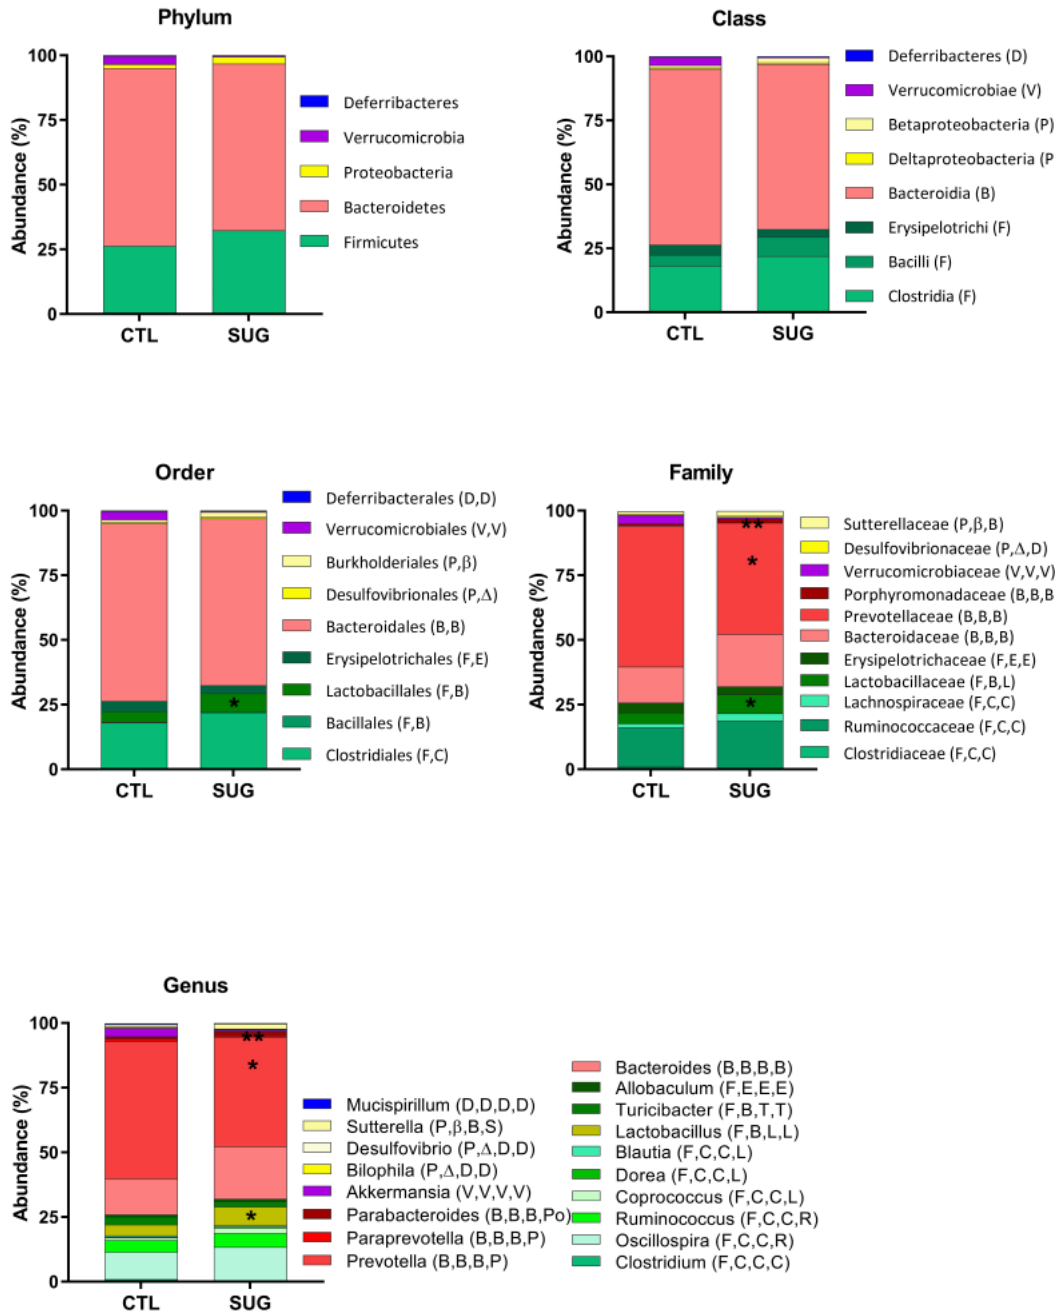 Phylum
Abundance (%)
100
75
50
25
0
CTL
SUG
Deferribacteres
Verrucomicrobia
Proteobacteria
Bacteroidetes
Firmicutes
Class
Abundance (%)
100
75
50
25
0
CTL
SUG
Deferribacteres (D)
Verrucomicrobiae (V)
Betaproteobacteria (P)
Deltaproteobacteria (P
Bacteroidia (B)
Erysipelotrichi (F)
Bacilli (F)
Clostridia (F)
Order
Abundance (%)
100
75
50
25
0
*
CTL
SUG
Deferribacterales (D,D)
Verrucomicrobiales (V,V)
Burkholderiales (P,β)
Desulfovibrionales (P,Δ)
Bacteroidales (B,B)
Erysipelotrichales (F,E)
Lactobacillales (F,B)
Bacillales (F,B)
Clostridiales (F,C)
Family
Abundance (%)
100
75
50
25
0
**
*
*
CTL
SUG
Sutterellaceae (P,β,B)
Desulfovibrionaceae (P,Δ,D)
Verrucomicrobiaceae (V,V,V)
Porphyromonadaceae (B,B,B
Prevotellaceae (B,B,B)
Bacteroidaceae (B,B,B)
Erysipelotrichaceae (F,E,E)
Lactobacillaceae (F,B,L)
Lachnospiraceae (F,C,C)
Ruminococcaceae (F,C,C)
Clostridiaceae (F,C,C)
Genus
Abundance (%)
100
75
50
25
0
**
*
*
CTL
SUG
Mucispirillum (D,D,D,D)
Sutterella (P,β,B,S)
Desulfovibrio (P,Δ,D,D)
Bilophila (P,Δ,D,D)
Akkermansia (V,V,V,V)
Parabacteroides (B,B,B,Po)
Paraprevotella (B,B,B,P)
Prevotella (B,B,B,P)
Bacteroides (B,B,B,B)
Allobaculum (F,E,E,E)
Turicibacter (F,B,T,T)
Lactobacillus (F,B,L,L)
Blautia (F,C,C,L)
Dorea (F,C,C,L)
Coprococcus (F,C,C,L)
Ruminococcus (F,C,C,R)
Oscillospira (F,C,C,R)
Clostridium (F,C,C,C)